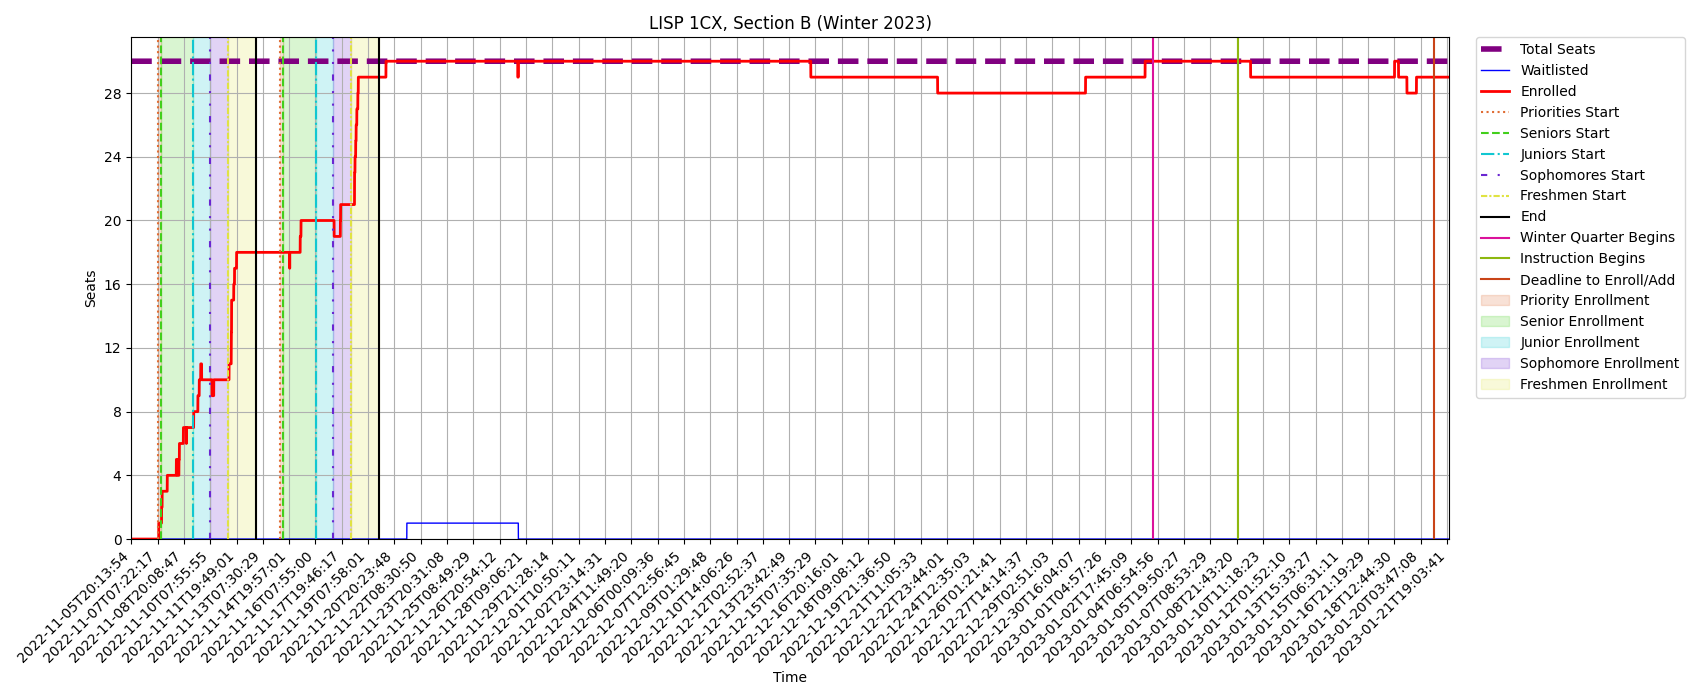 LISP 1CX, Section B (Winter 2023)
Seats
28
24
20
16
12
8
4
0
2022-11-05T20:13:54
2022-11-07T07:22:17
2022-11-08T20:08:47
2022-11-10T07:55:55
2022-11-11T19:49:01
2022-11-13T07:30:29
2022-11-14T19:57:01
2022-11-16T07:55:00
2022-11-17T19:46:17
2022-11-19T07:58:01
2022-11-20T20:23:48
2022-11-22T08:30:50
2022-11-23T20:31:08
2022-11-25T08:49:29
2022-11-26T20:54:12
2022-11-28T09:06:21
2022-11-29T21:28:14
2022-12-01T10:50:11
2022-12-02T23:14:31
2022-12-04T11:49:20
2022-12-06T00:09:36
2022-12-07T12:56:45
2022-12-09T01:29:48
2022-12-10T14:06:26
2022-12-12T02:52:37
2022-12-13T23:42:49
2022-12-15T07:35:29
2022-12-16T20:16:01
2022-12-18T09:08:12
2022-12-19T21:36:50
2022-12-21T11:05:33
2022-12-22T23:44:01
2022-12-24T12:35:03
2022-12-26T01:21:41
2022-12-27T14:14:37
2022-12-29T02:51:03
2022-12-30T16:04:07
2023-01-01T04:57:26
2023-01-02T17:45:09
2023-01-04T06:54:56
2023-01-05T19:50:27
2023-01-07T08:53:29
2023-01-08T21:43:20
2023-01-10T11:18:23
2023-01-12T01:52:10
2023-01-13T15:33:27
2023-01-15T06:31:11
2023-01-16T21:19:29
2023-01-18T12:44:30
2023-01-20T03:47:08
2023-01-21T19:03:41
Time
Total Seats
Waitlisted
Enrolled
Priorities Start
Seniors Start
Juniors Start
Sophomores Start
Freshmen Start
End
Winter Quarter Begins
Instruction Begins
Deadline to Enroll/Add
Priority Enrollment
Senior Enrollment
Junior Enrollment
Sophomore Enrollment
Freshmen Enrollment